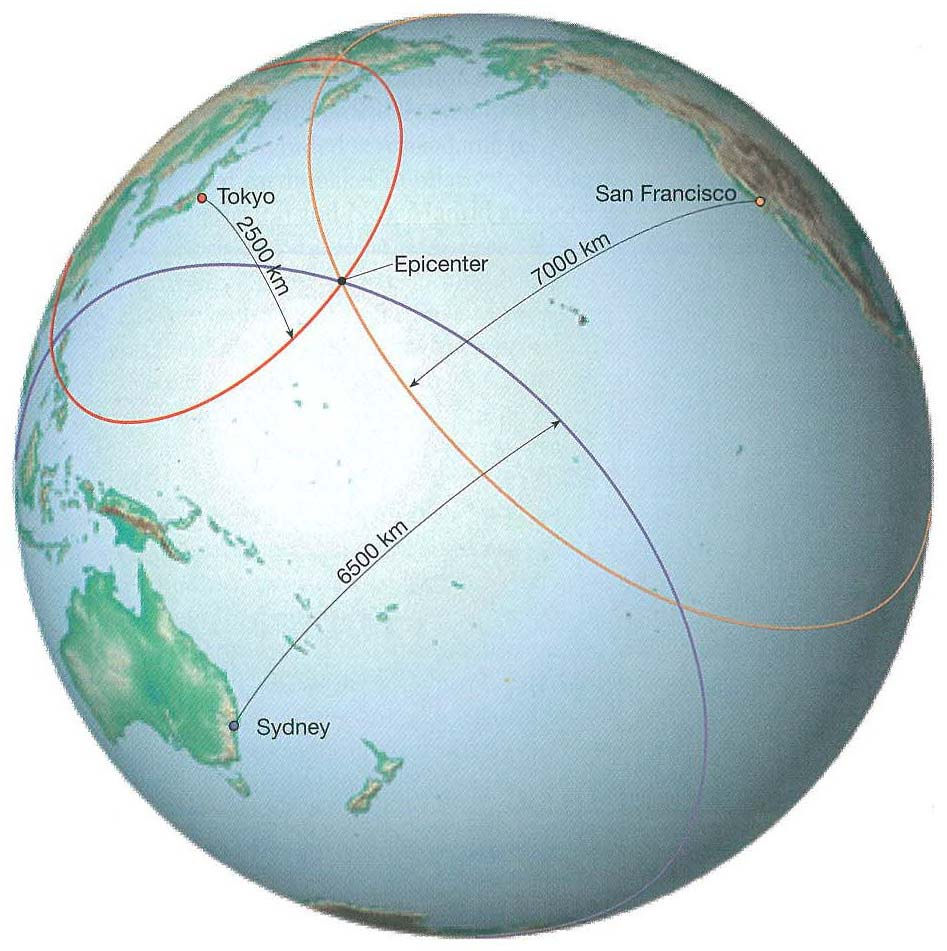 Tokyo
San Francisco
2500 km
Epicenter
7000 km
6500 km
Sydney